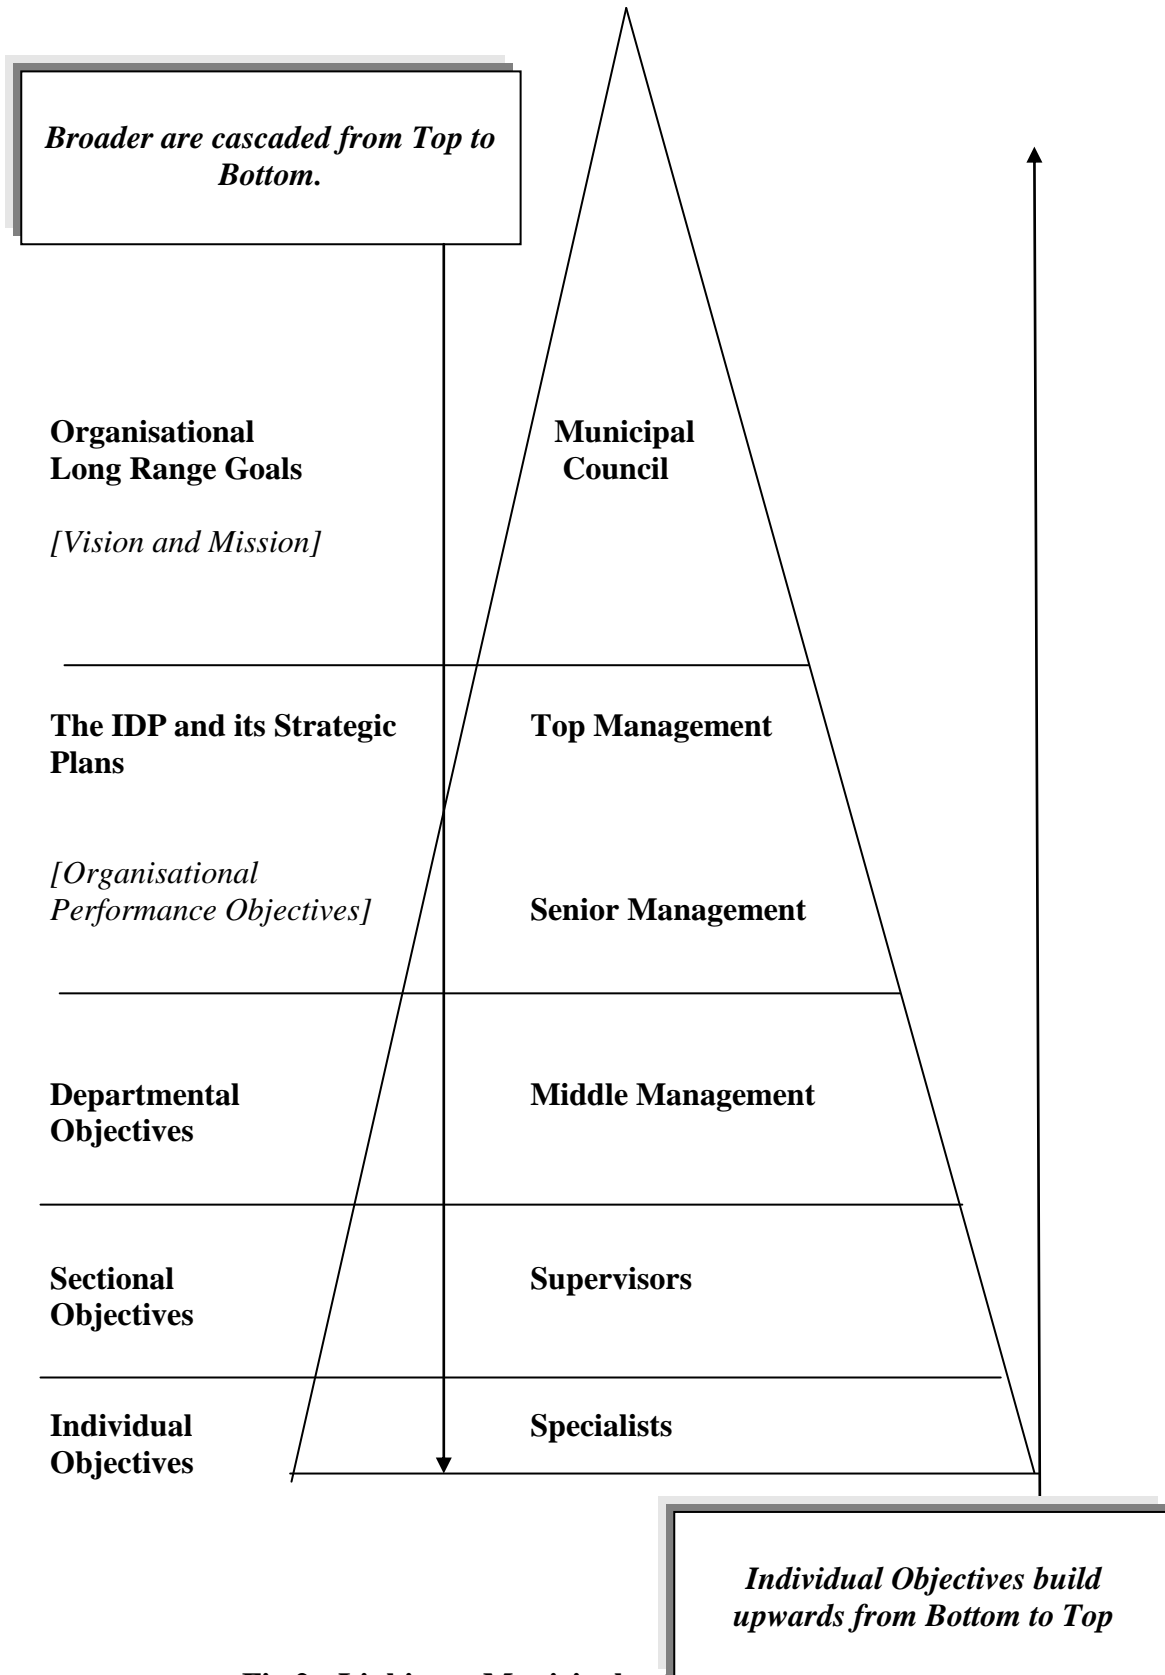 Broader are cascaded from Top to
Bottom.
Organisational
Long Range Goals
Municipal
Council
[Vision and Mission]
The IDP and its Strategic
Plans
Top Management
[Organisational
Performance Objectives]
Senior Management
Departmental
Objectives
Middle Management
Sectional
Objectives
Supervisors
Individual
Objectives
Specialists
Individual Objectives build
upwards from Bottom to Top